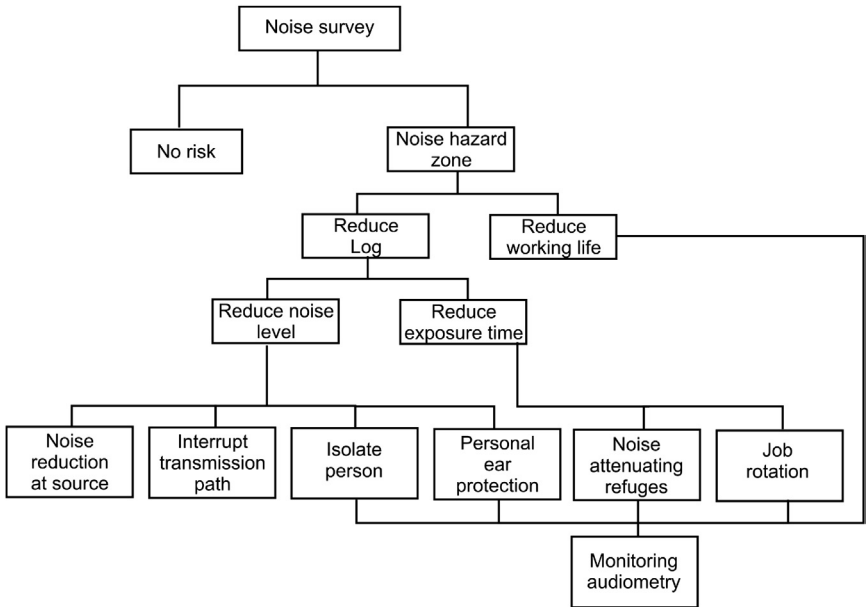 Noise survey
No risk
Noise hazard
zone
Reduce
Log
Reduce
working life
Reduce noise
level
Reduce
exposure time
Noise
reduction
at source
Interrupt
transmission
path
Isolate
person
Personal
ear
protection
Noise
attenuating
refuges
Job
rotation
Monitoring
audiometry